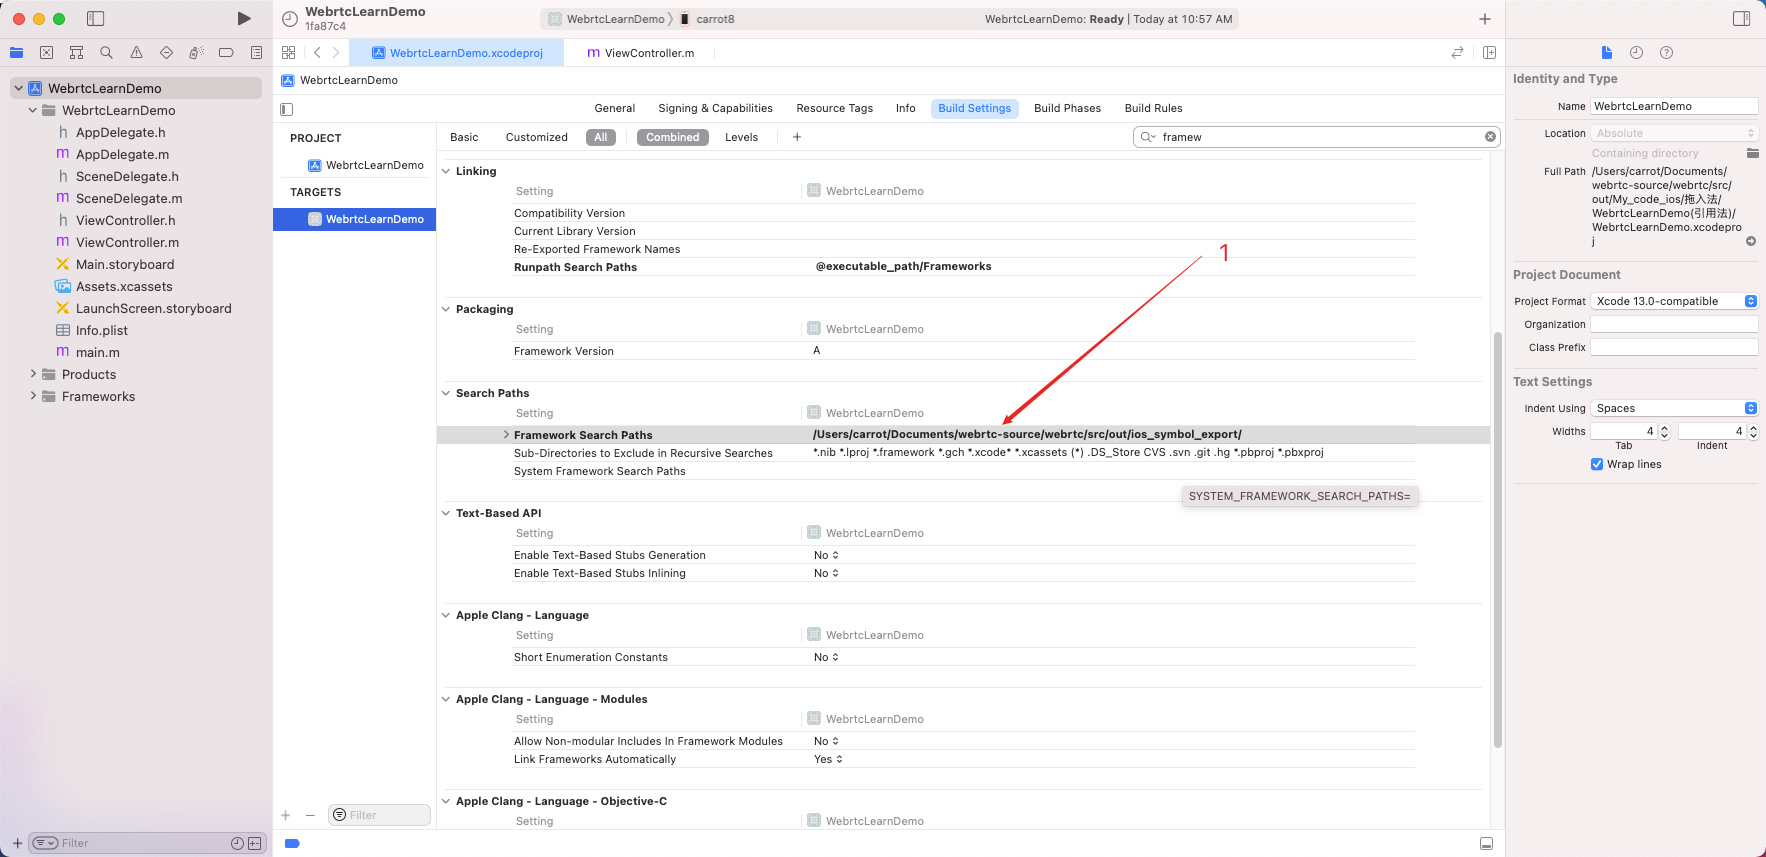 WebrtcLearnDemo
1fa87c4
WebrtcLearnDemo
carrot8
WebrtcLearnDemo: Ready | Today at 10:57 AM
WebrtcLearnDemo.xcodeproj
ViewController.m
WebrtcLearnDemo
WebrtcLearnDemo
WebrtcLearnDemo
h AppDelegate.h
m AppDelegate.m
h SceneDelegate.h
m SceneDelegate.m
h ViewController.h
m ViewController.m
Main.storyboard
Assets.xcassets
LaunchScreen.storyboard
Info.plist
m main.m
Products
Frameworks
Filter
General
Signing & Capabilities
Resource Tags
Info
Build Settings
Build Phases
Build Rules
PROJECT
WebrtcLearnDemo
TARGETS
WebrtcLearnDemo
Filter
Basic
Customized
All
Combined
Levels
framew
Linking
Setting
WebrtcLearnDemo
Compatibility Version
Current Library Version
Re-Exported Framework Names
Runpath Search Paths
@executable_path/Frameworks
1
Packaging
Setting
WebrtcLearnDemo
Framework Version
A
Search Paths
Setting
WebrtcLearnDemo
Framework Search Paths
/Users/carrot/Documents/webrtc-source/webrtc/src/out/ios_symbol_export/
Sub-Directories to Exclude in Recursive Searches
*.nib *.lproj *.framework *.gch *.xcode* *.xcassets (*) .DS_Store CVS .svn .git .hg *.pbproj *.pbxproj
System Framework Search Paths
SYSTEM_FRAMEWORK_SEARCH_PATHS=
Text-Based API
Setting
WebrtcLearnDemo
Enable Text-Based Stubs Generation
No
Enable Text-Based Stubs Inlining
No
Apple Clang - Language
Setting
WebrtcLearnDemo
Short Enumeration Constants
No
Apple Clang - Language - Modules
Setting
WebrtcLearnDemo
Allow Non-modular Includes In Framework Modules
No
Link Frameworks Automatically
Yes
Apple Clang - Language - Objective-C
Setting
WebrtcLearnDemo
Identity and Type
Name
WebrtcLearnDemo
Location
Absolute
Containing directory
Full Path
/Users/carrot/Documents/
webrtc-source/webrtc/src/
out/My_code_ios/拖入法/
WebrtcLearnDemo(引用法)/
WebrtcLearnDemo.xcodepro
j
Project Document
Project Format
Xcode 13.0-compatible
Organization
Class Prefix
Text Settings
Indent Using
Spaces
Widths
4
4
Tab
Indent
Wrap lines